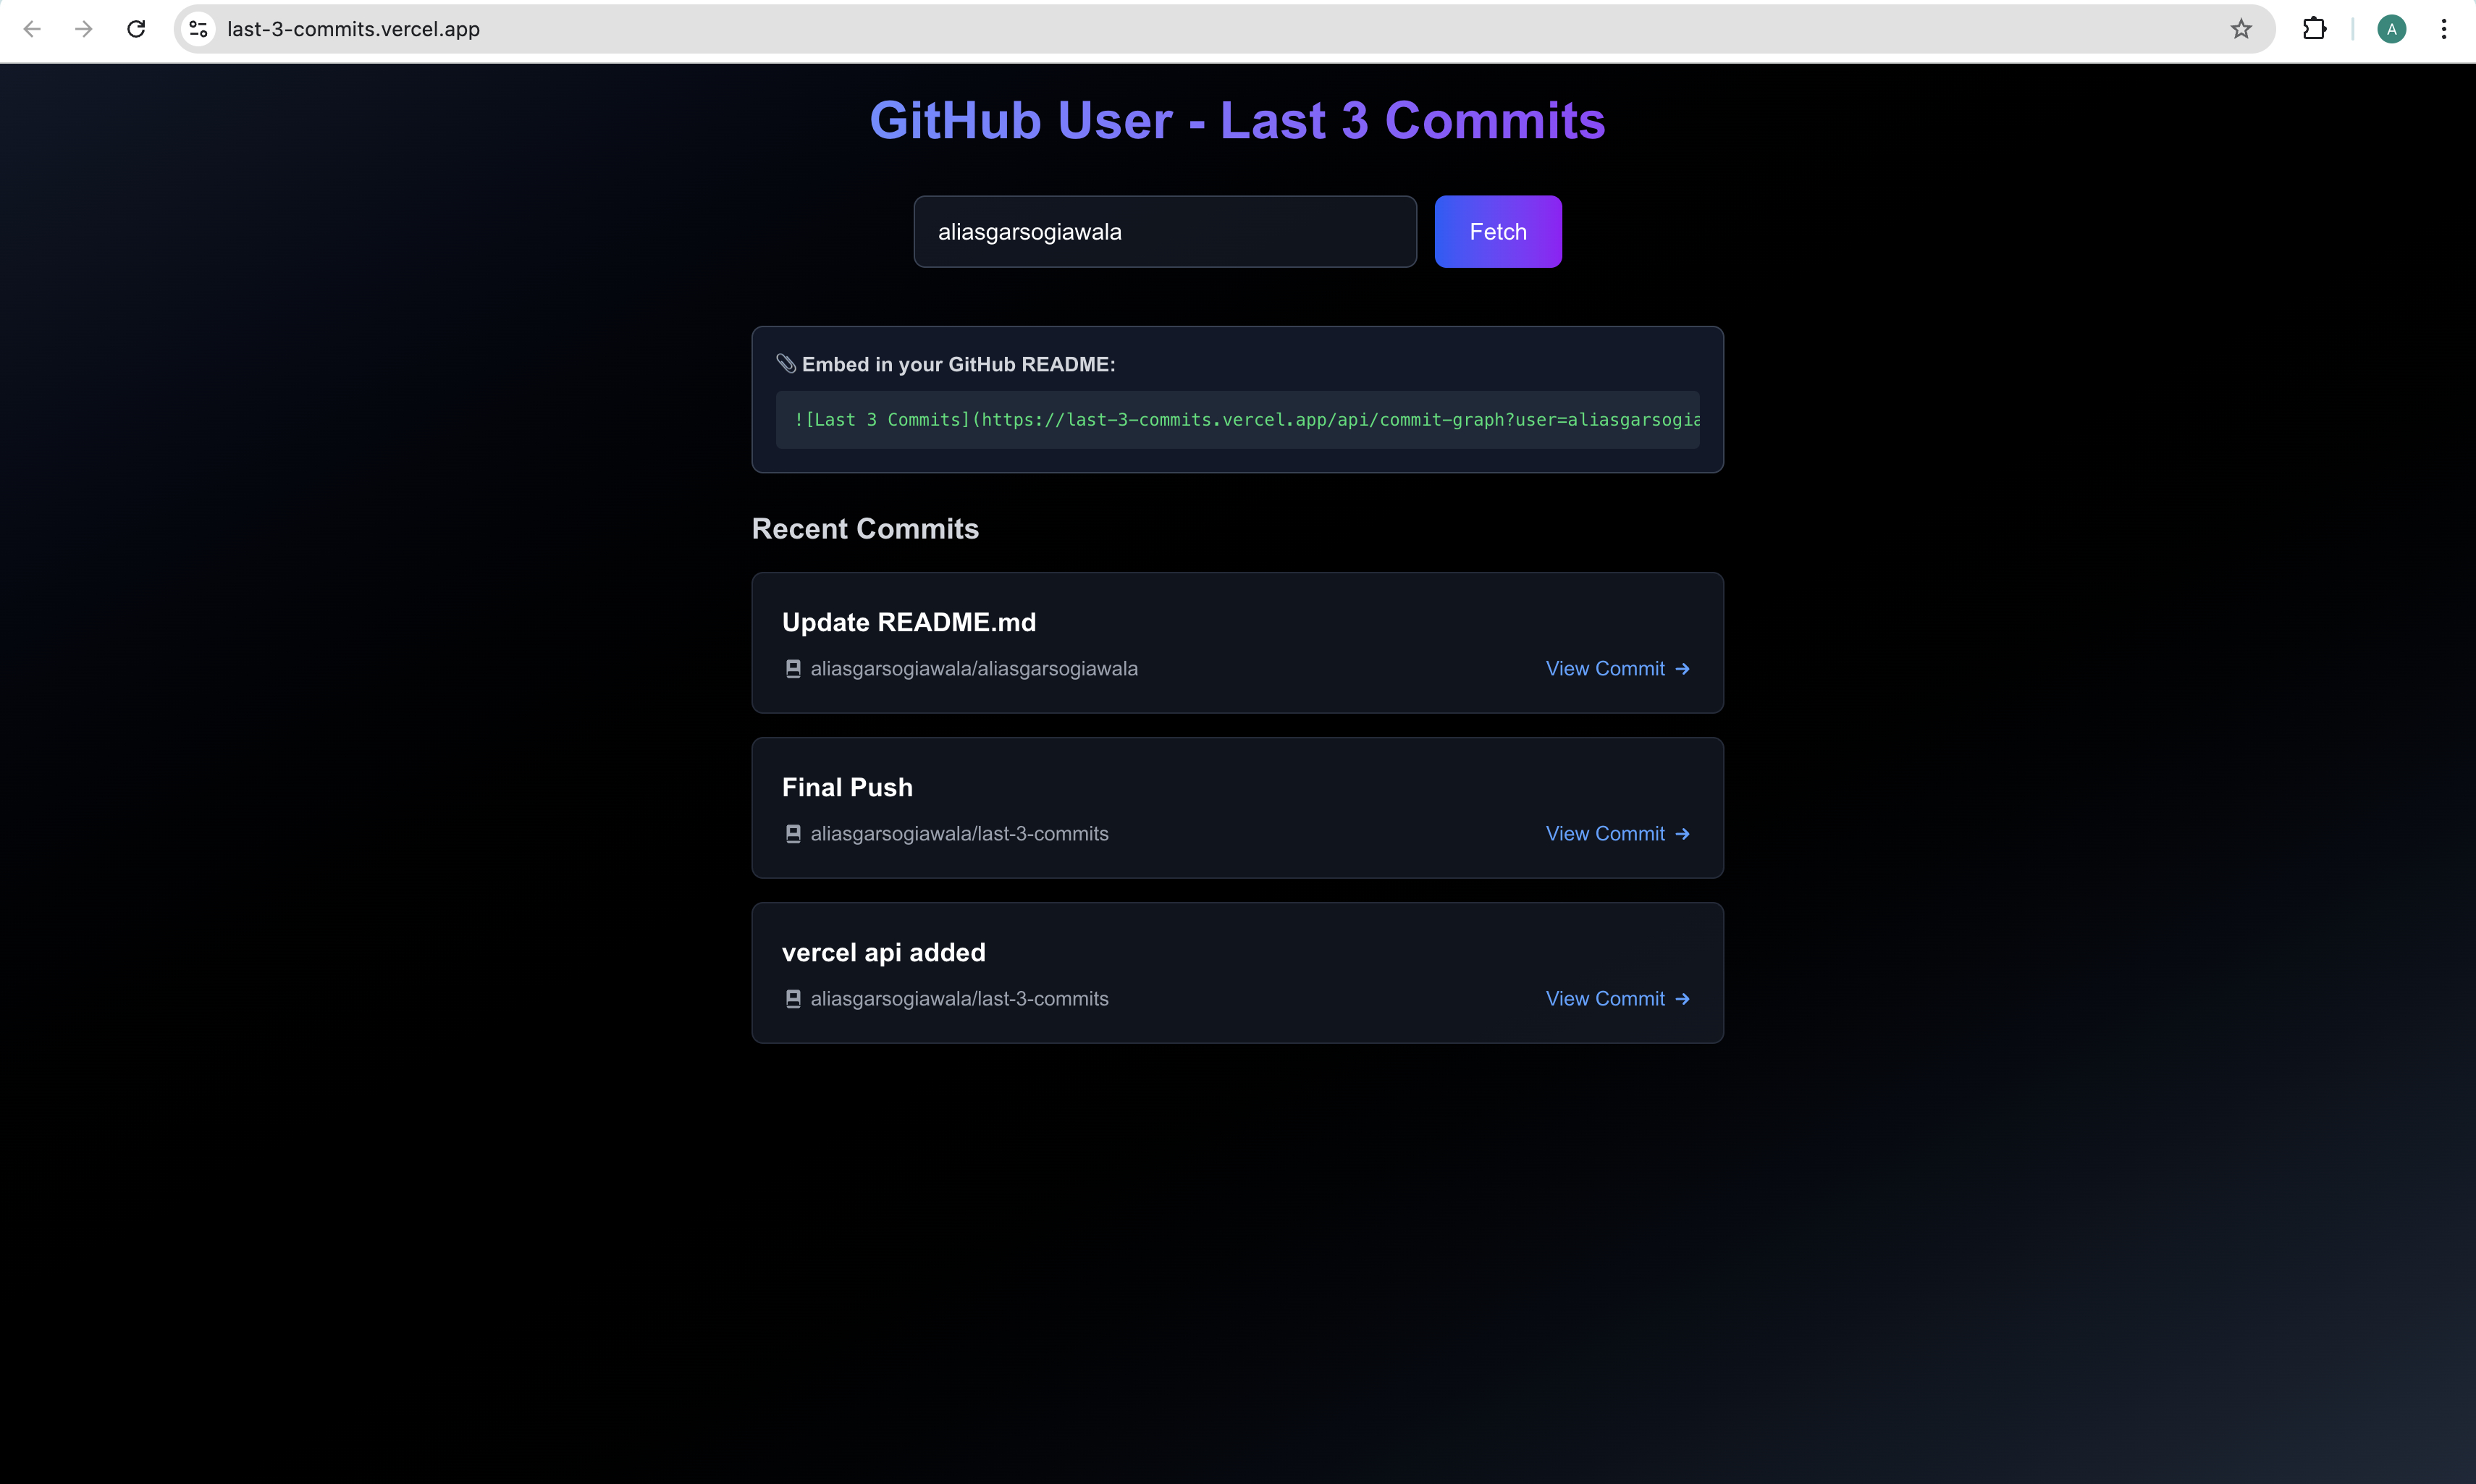 last-3-commits.vercel.app
A
GitHub User - Last 3 Commits
aliasgarsogiawala
Fetch
Embed in your GitHub README:
![Last 3 Commits](https://last-3-commits.vercel.app/api/commit-graph?user=aliasgarsogia
Recent Commits
Update README.md
aliasgarsogiawala/aliasgarsogiawala
View Commit →
Final Push
aliasgarsogiawala/last-3-commits
View Commit →
vercel api added
aliasgarsogiawala/last-3-commits
View Commit →